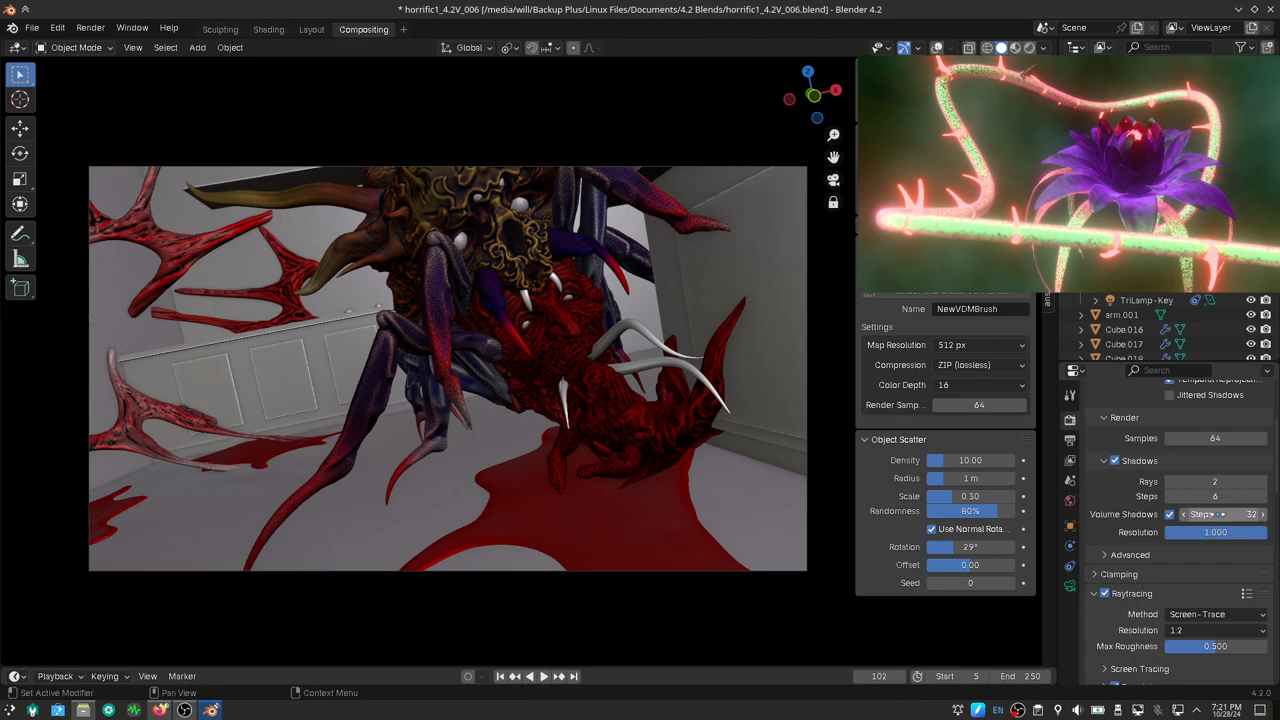 * horrific1_4.2V_006 [/media/will/Backup Plus/Linux Files/Documents/4.2 Blends/horrific1_4.2V_006.blend] - Blender 4.2
File Edit Render Window Help Sculpting Shading Layout Compositing + Scene ViewLayer
Object Mode View Select Add Object Global Search
Z
X
TriLamp-Key
Name NewVDMBrush arm.001
Settings Cube.016
Map Resolution 512 px Cube.017
Compression ZIP (lossless) Cube.018
Search
Color Depth 16
Jittered Shadows
Render Samp... 64
Render
Object Scatter Samples 64
Density 10.00 Shadows
Radius 1 m Rays 2
Scale 0.30 Steps 6
Randomness 80% Volume Shadows Steps 32
Use Normal Rota... Resolution 1.000
Rotation 29° Advanced
Offset 0.00 Clamping
Seed 0 Raytracing
Method Screen-Trace
Resolution 1:2
Max Roughness 0.500
Screen Tracing
Playback Keying View Marker 102 Start 5 End 250
Set Active Modifier Pan View Context Menu 4.2.0
EN 7:21 PM
10/28/24